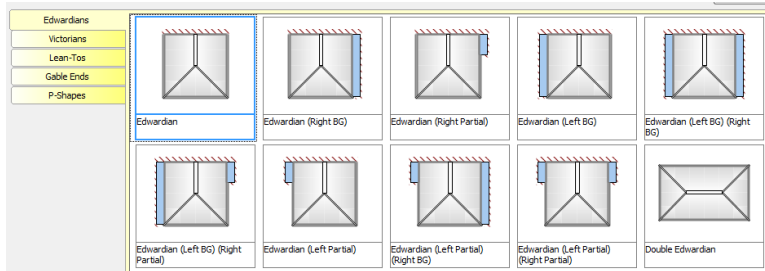 Edwardians
Victorians
Lean-Tos
Gable Ends
P-Shapes
Edwardian
Edwardian (Right BG)
Edwardian (Right Partial)
Edwardian (Left BG)
Edwardian (Left BG) (Right
BG)
Edwardian (Left BG) (Right
Partial)
Edwardian (Left Partial)
Edwardian (Left Partial)
(Right BG)
Edwardian (Left Partial)
(Right Partial)
Double Edwardian